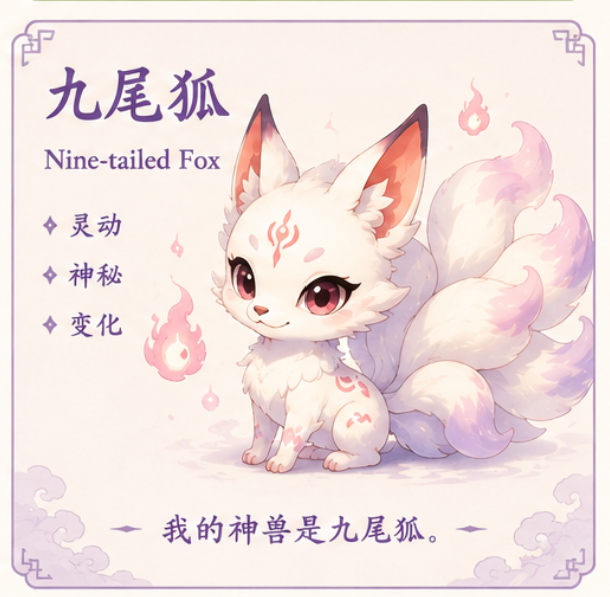 九尾狐
Nine-tailed Fox
灵动
神秘
变化
我的神兽是九尾狐。